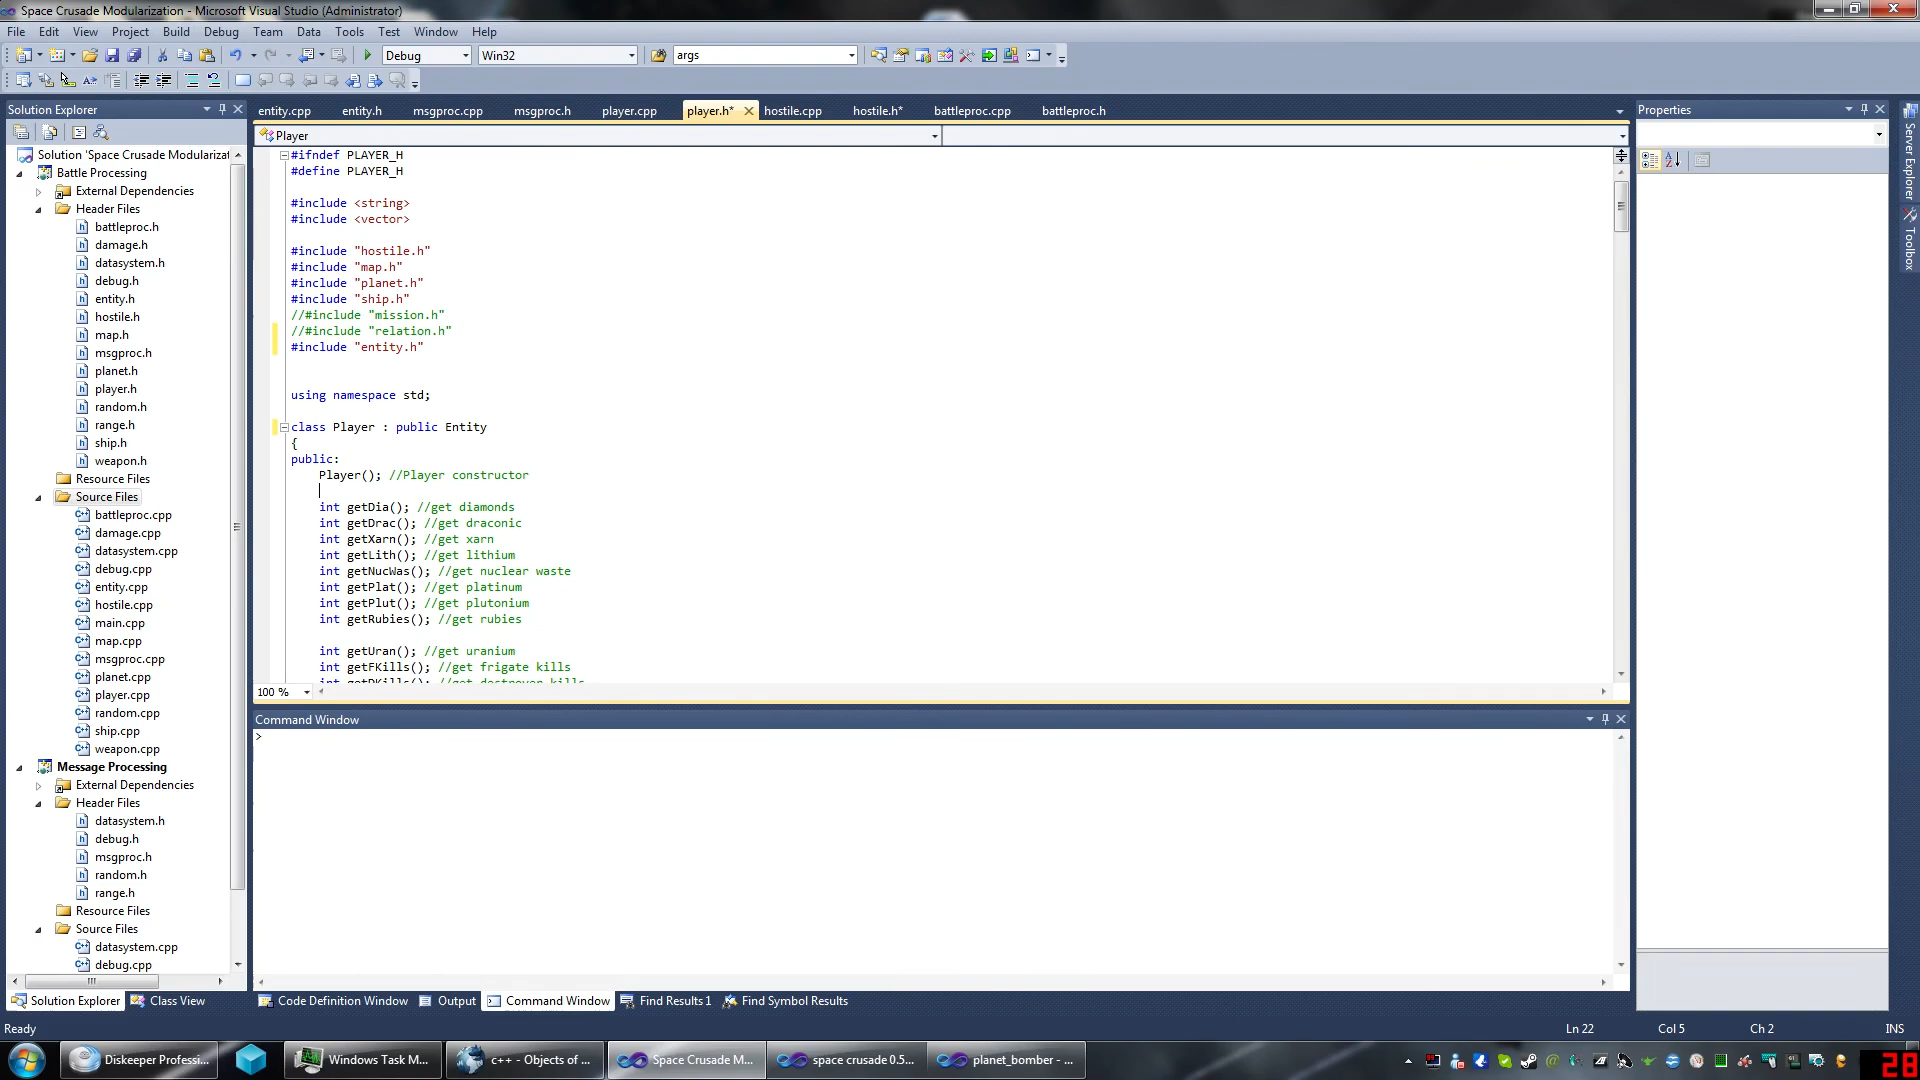 Space Crusade Modularization - Microsoft Visual Studio (Administrator)
File Edit View Project Build Debug Team Data Tools Test Window Help
Debug Win32 args
Solution Explorer
entity.cpp entity.h msgproc.cpp msgproc.h player.cpp player.h* hostile.cpp hostile.h* battleproc.cpp battleproc.h
Properties
Player
Solution 'Space Crusade Modularizat
Battle Processing
External Dependencies
Header Files
battleproc.h
damage.h
datasystem.h
debug.h
entity.h
hostile.h
map.h
msgproc.h
planet.h
player.h
random.h
range.h
ship.h
weapon.h
Resource Files
Source Files
battleproc.cpp
damage.cpp
datasystem.cpp
debug.cpp
entity.cpp
hostile.cpp
main.cpp
map.cpp
msgproc.cpp
planet.cpp
player.cpp
random.cpp
ship.cpp
weapon.cpp
Message Processing
External Dependencies
Header Files
datasystem.h
debug.h
msgproc.h
random.h
range.h
Resource Files
Source Files
datasystem.cpp
debug.cpp
Solution Explorer Class View
#ifndef PLAYER_H
#define PLAYER_H
#include <string>
#include <vector>
#include "hostile.h"
#include "map.h"
#include "planet.h"
#include "ship.h"
//#include "mission.h"
//#include "relation.h"
#include "entity.h"
using namespace std;
class Player : public Entity
{
public:
Player(); //Player constructor
int getDia(); //get diamonds
int getDrac(); //get draconic
int getXarn(); //get xarn
int getLith(); //get lithium
int getNucWas(); //get nuclear waste
int getPlat(); //get platinum
int getPlut(); //get plutonium
int getRubies(); //get rubies
int getUran(); //get uranium
int getFKills(); //get frigate kills
int getDKills(); //get destroyer kills
100 %
Command Window
>
Code Definition Window Output Command Window Find Results 1 Find Symbol Results
Server Explorer
Toolbox
Ready Ln 22 Col 5 Ch 2 INS
Diskeeper Professi... Windows Task M... c++ - Objects of ... Space Crusade M... space crusade 0.5... planet_bomber - ...
28